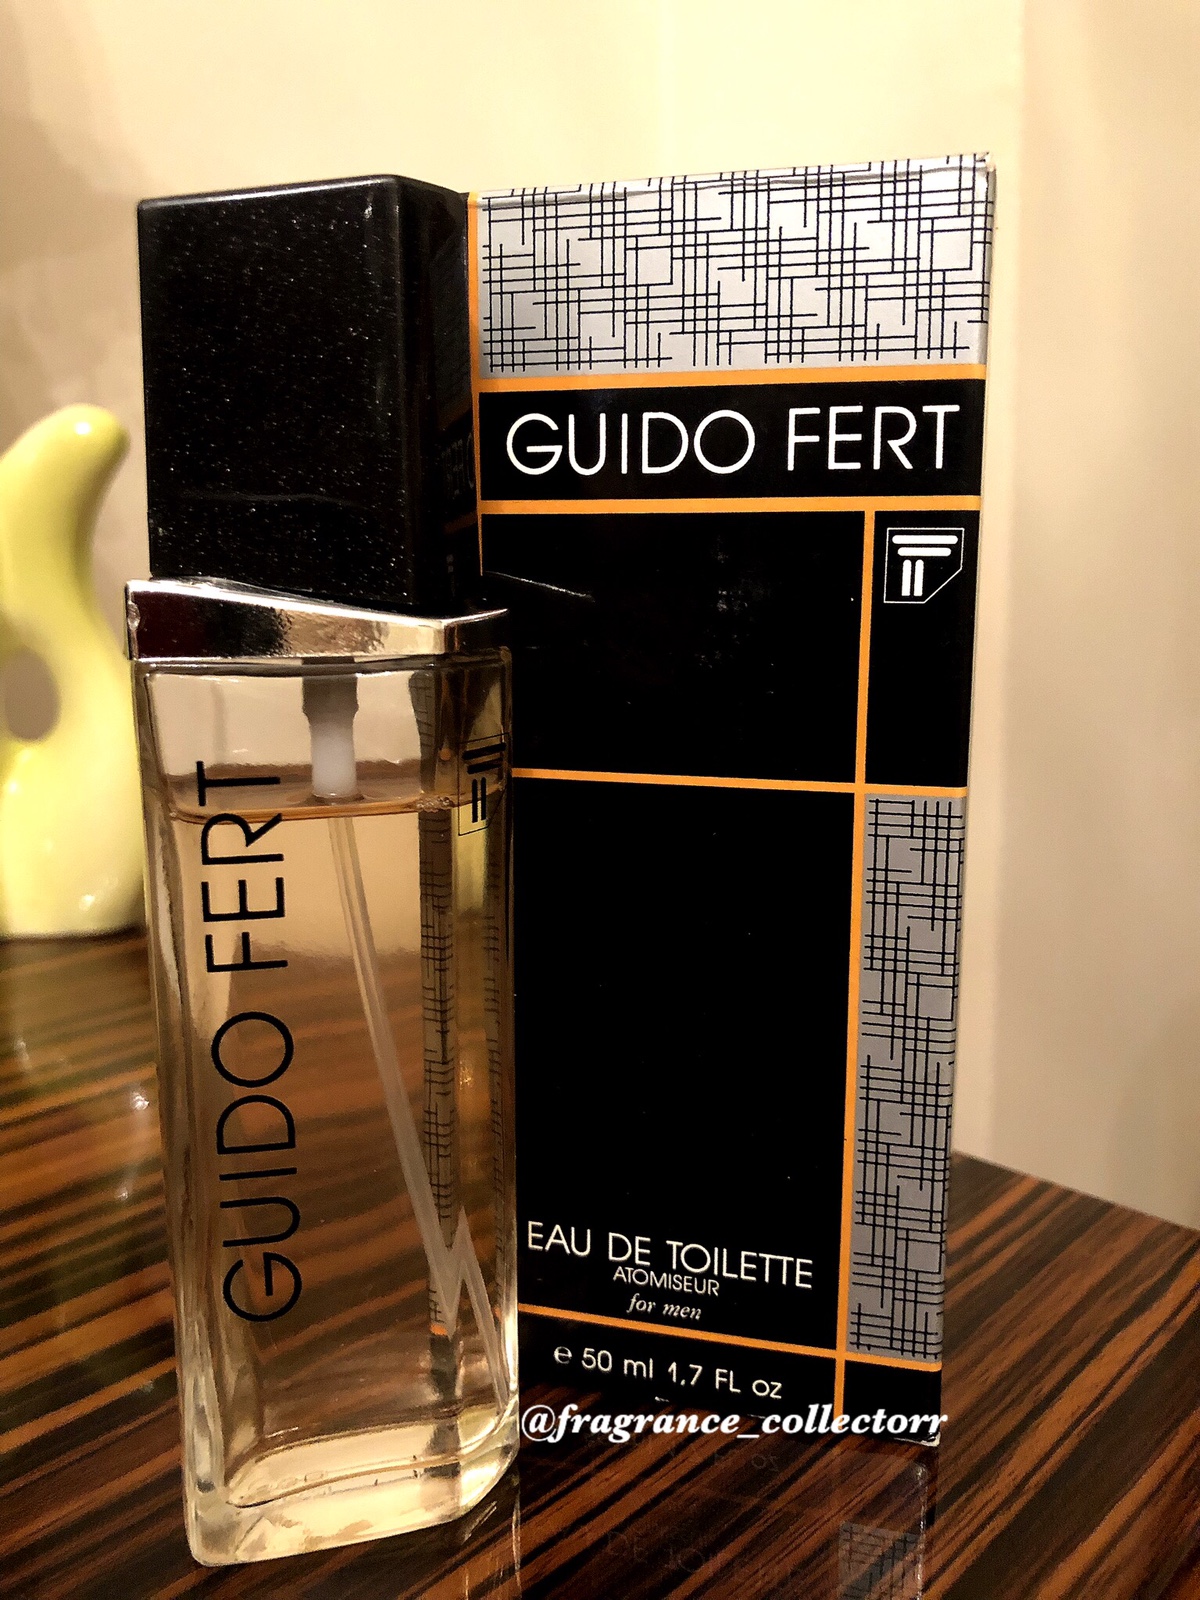 GUIDO FERT
GUIDO FERT
EAU DE TOILETTE
ATOMISEUR
for men
e 50 ml 1,7 FL oz
@fragrance_collectorr